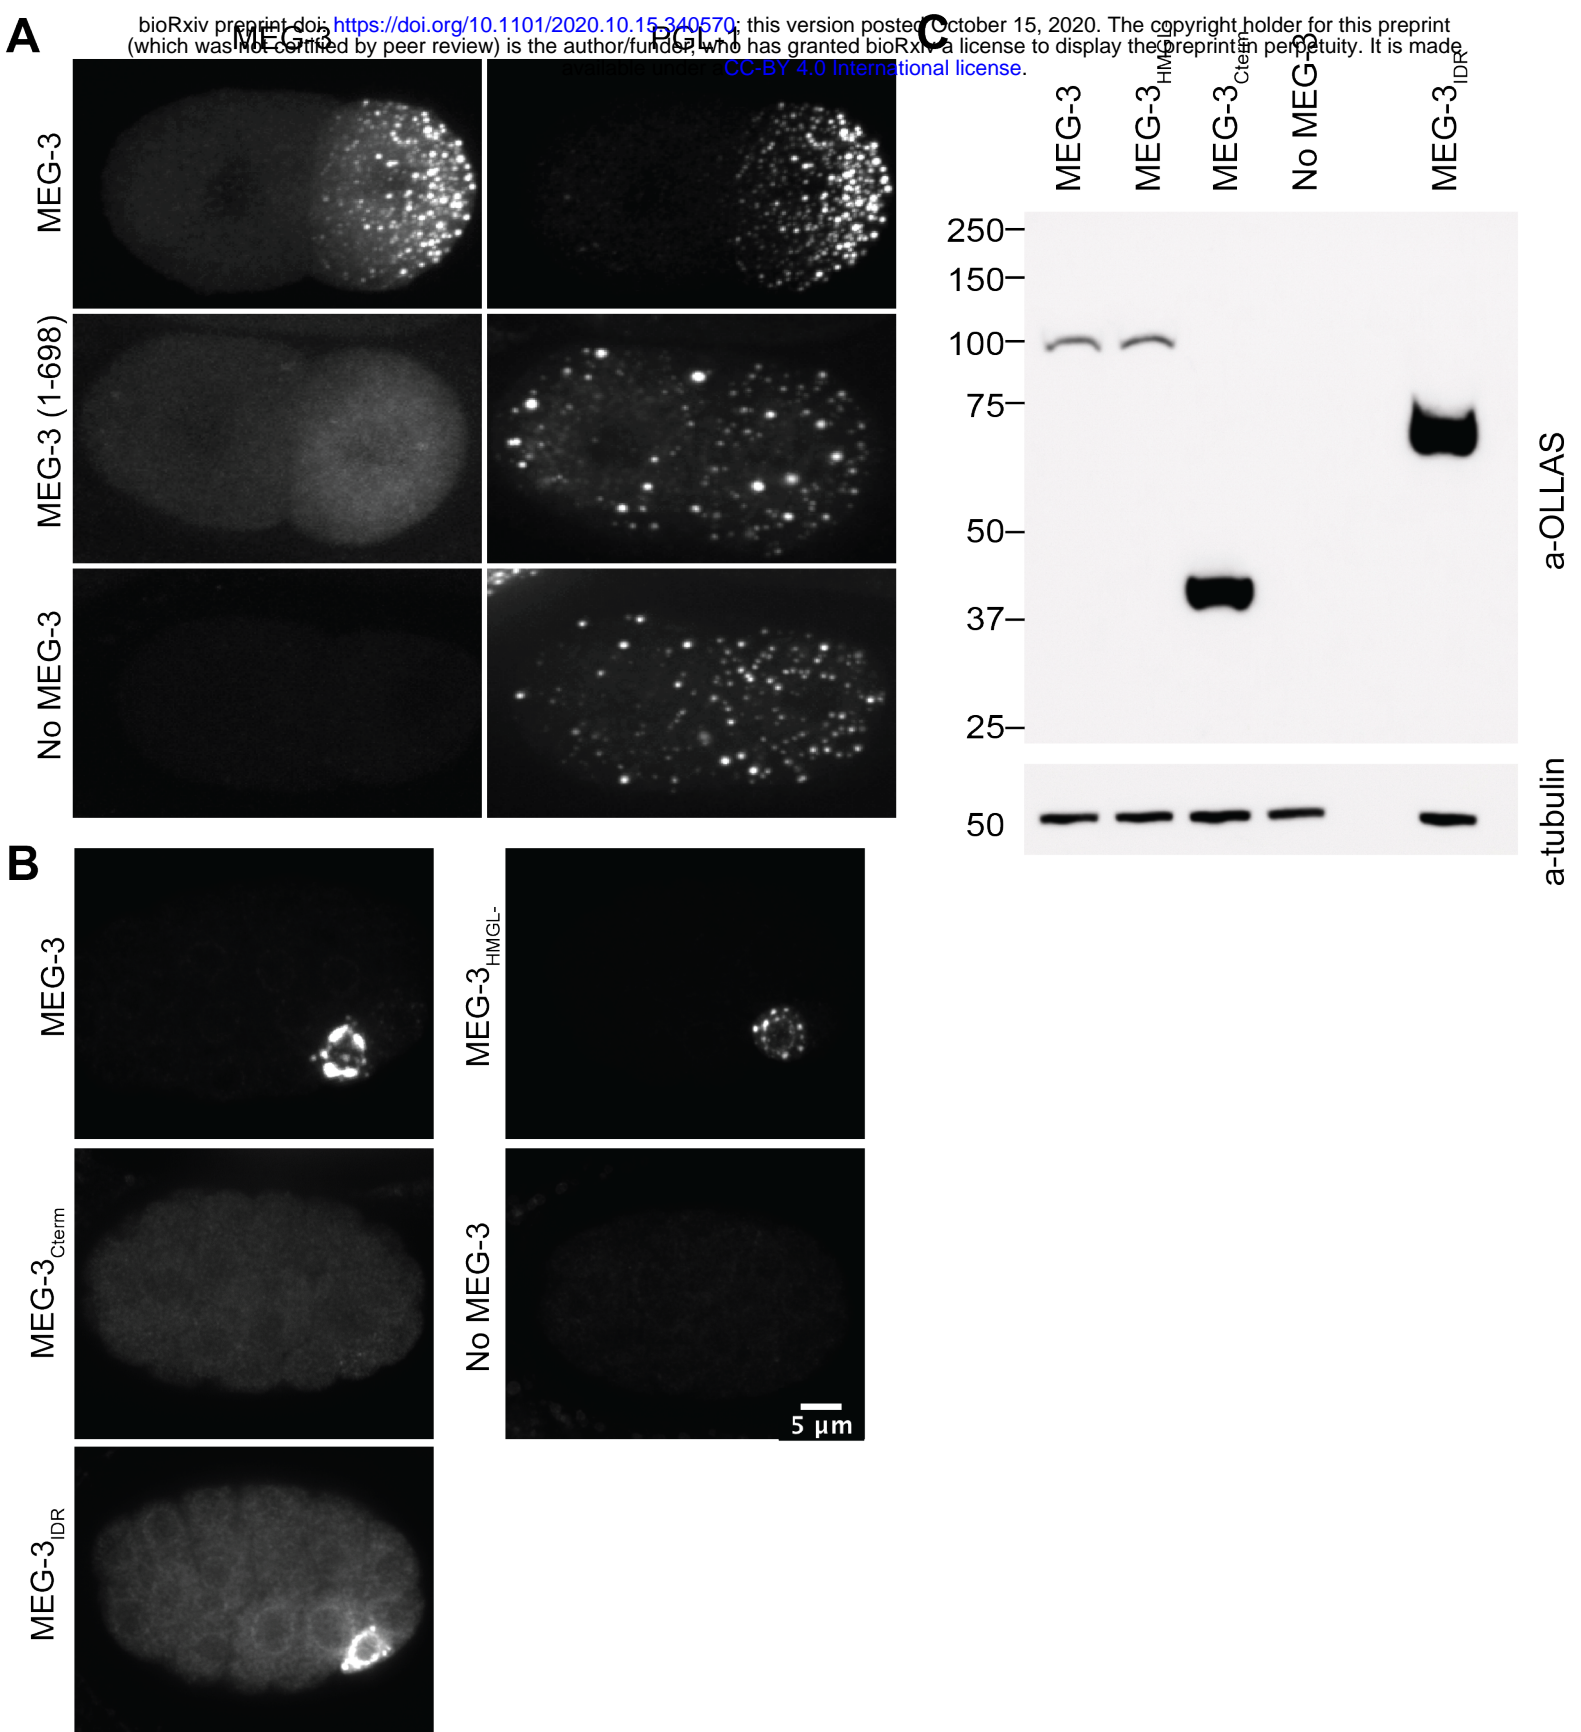 bioRxiv preprint doi: https://doi.org/10.1101/2020.10.15.340570; this version posted October 15, 2020. The copyright holder for this preprint
(which was not certified by peer review) is the author/funder, who has granted bioRxiv a license to display the preprint in perpetuity. It is made
available under a CC-BY 4.0 International license.
A
MEG-3
PGL-1
MEG-3
MEG-3 (1-698)
No MEG-3
B
MEG-3
MEG-3HMGL-
MEG-3Cterm
No MEG-3
5 µm
MEG-3IDR
C
MEG-3
MEG-3HMGL-
MEG-3Cterm
No MEG-3
MEG-3IDR
250
150
100
75
50
37
25
a-OLLAS
50
a-tubulin